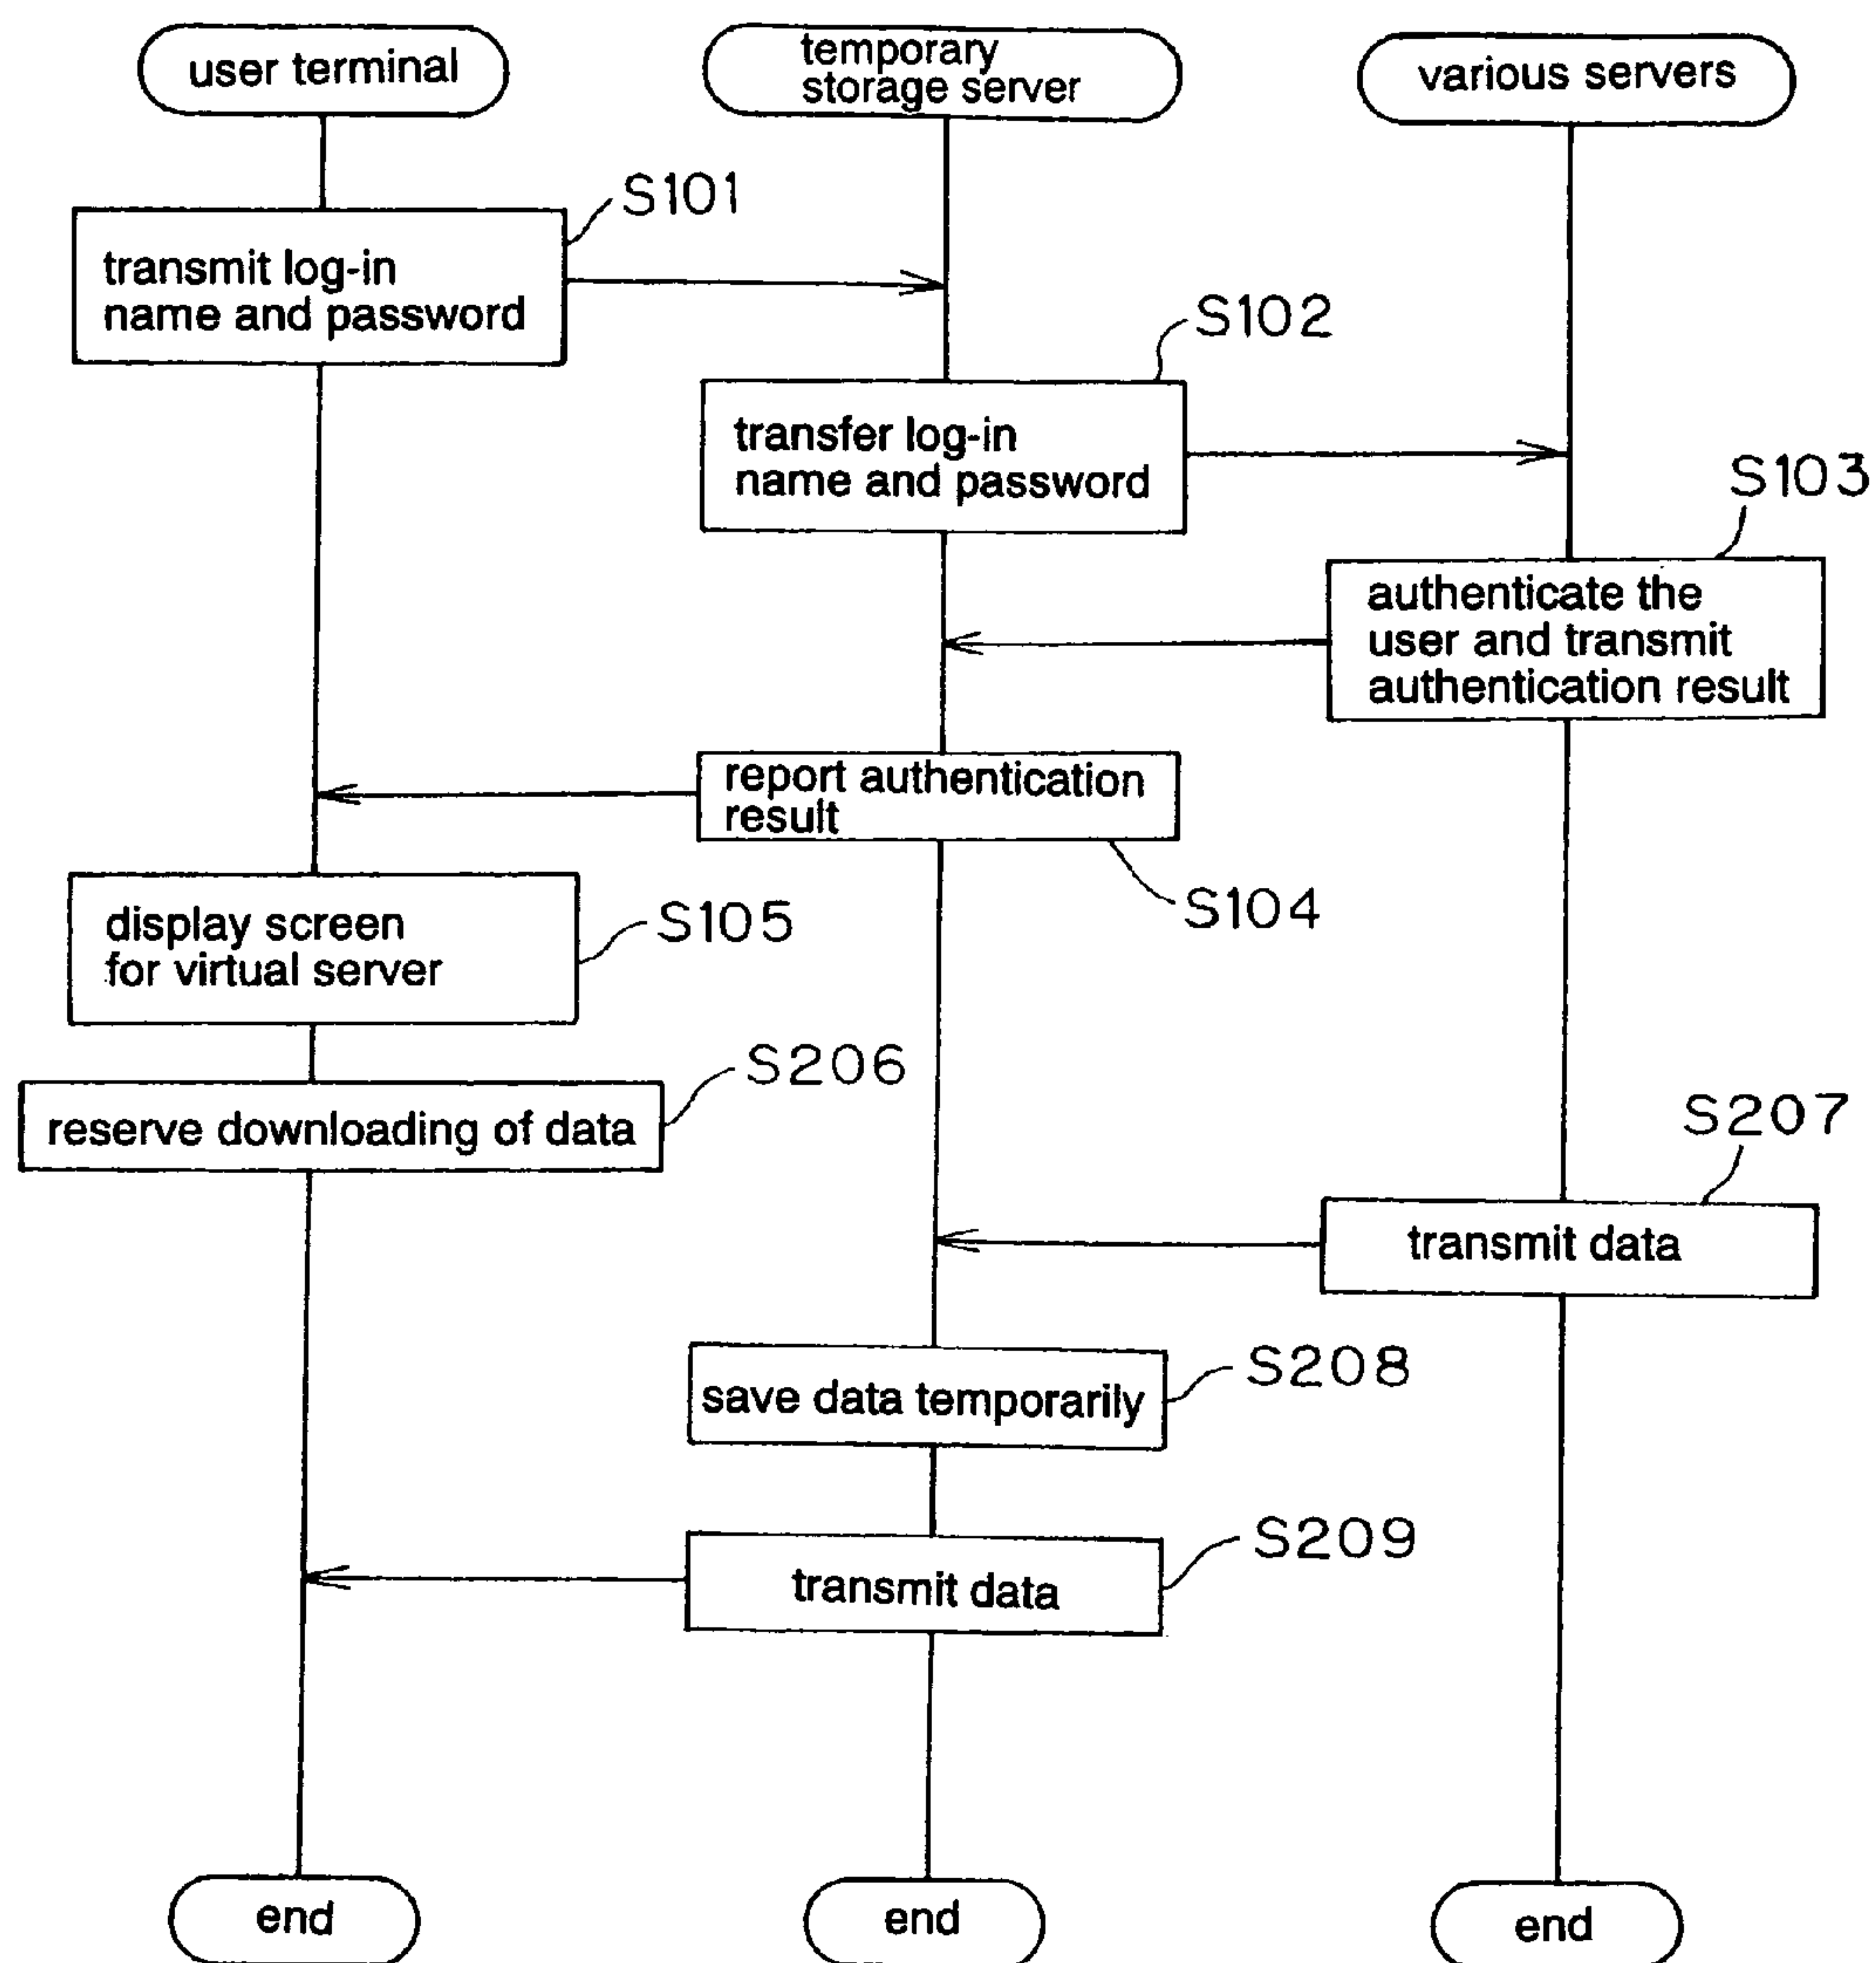 user terminal
temporary
storage server
various servers
S101
transmit log-in
name and password
S102
transfer log-in
name and password
S103
authenticate the
user and transmit
authentication result
report authentication
result
S104
display screen
for virtual server
S105
S206
reserve downloading of data
S207
transmit data
save data temporarily
S208
transmit data
S209
end
end
end